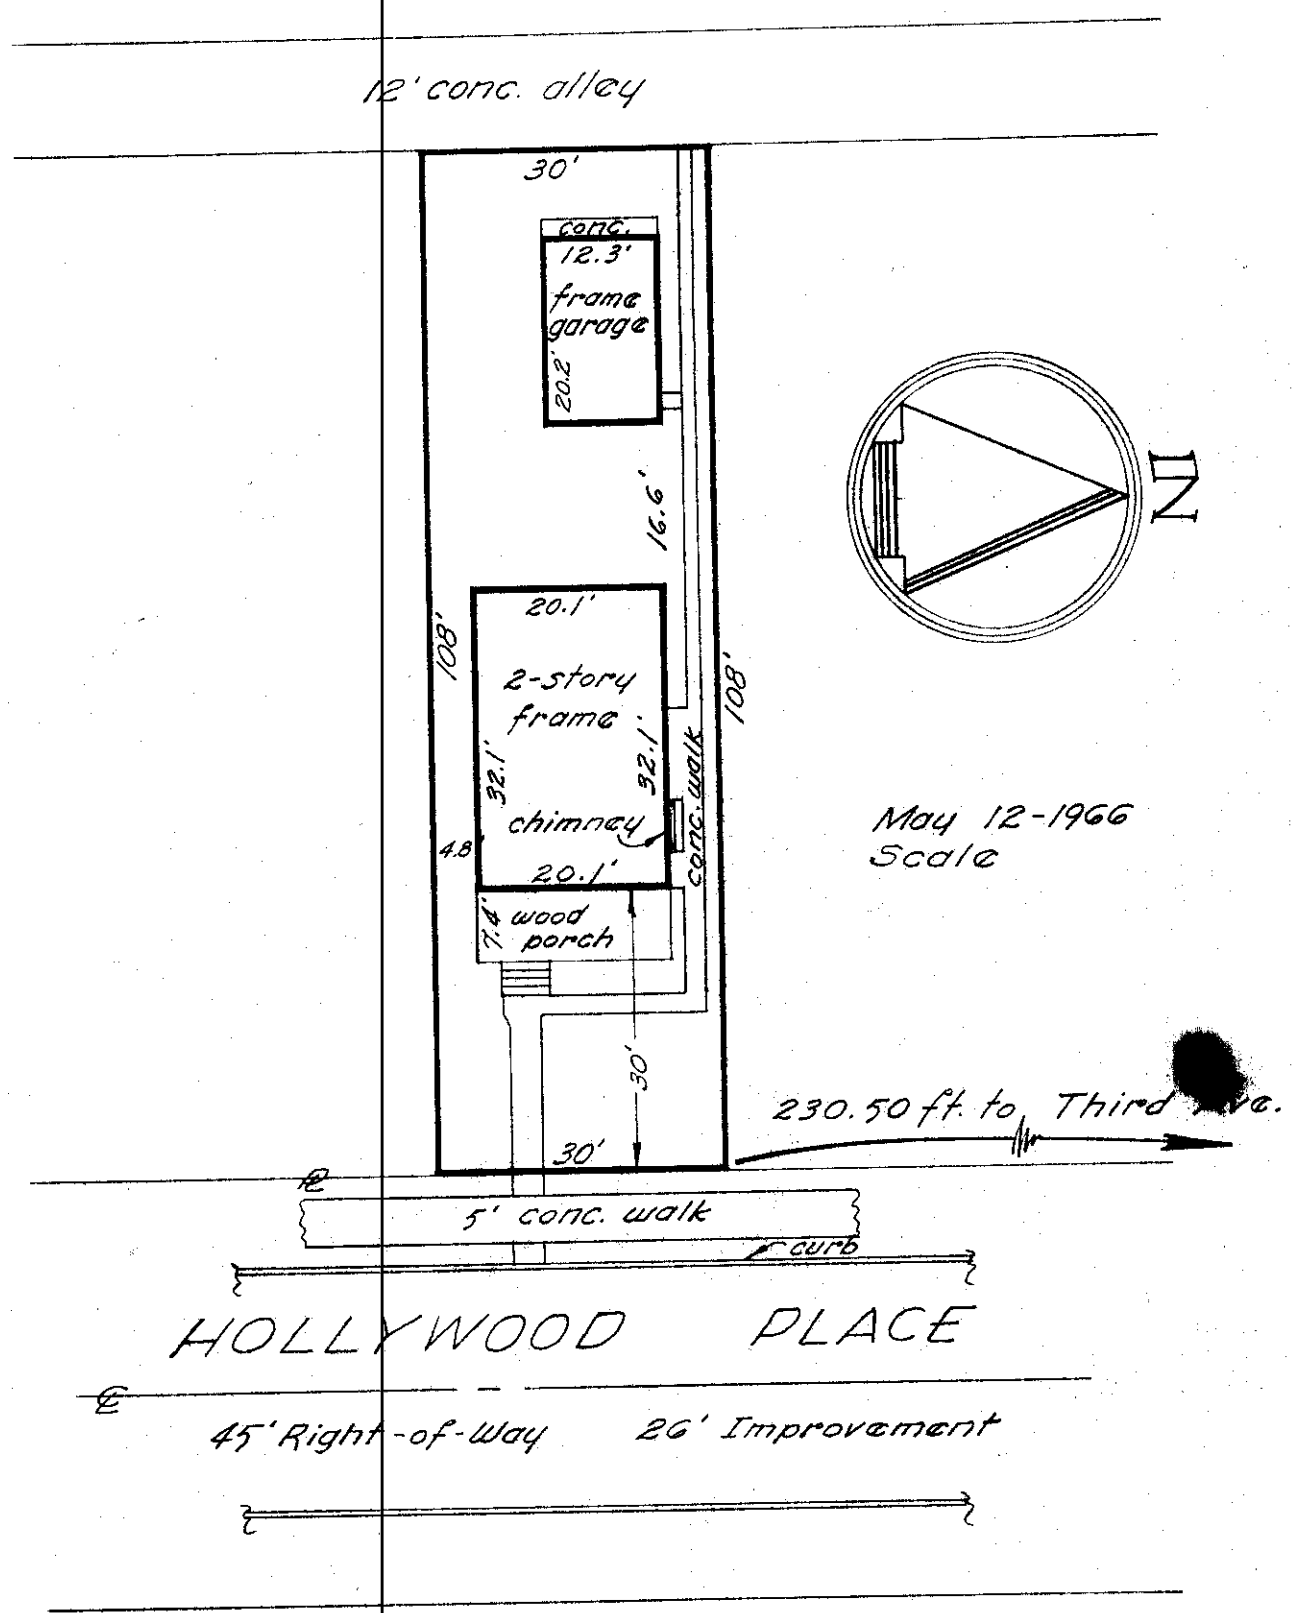 12' conc. alley
30'
conc.
12.3'
frame
garage
20.2'
16.6'
N
20.1'
108'
2-story
frame
108'
32.1'
32.1'
conc. walk
chimney
4.8
20.1'
May 12-1966
Scale
7.4'
wood
porch
30'
230.50 ft. to Third Ave.
30'
PL
5' conc. walk
curb
HOLLYWOOD PLACE
CL
45' Right-of-Way 26' Improvement